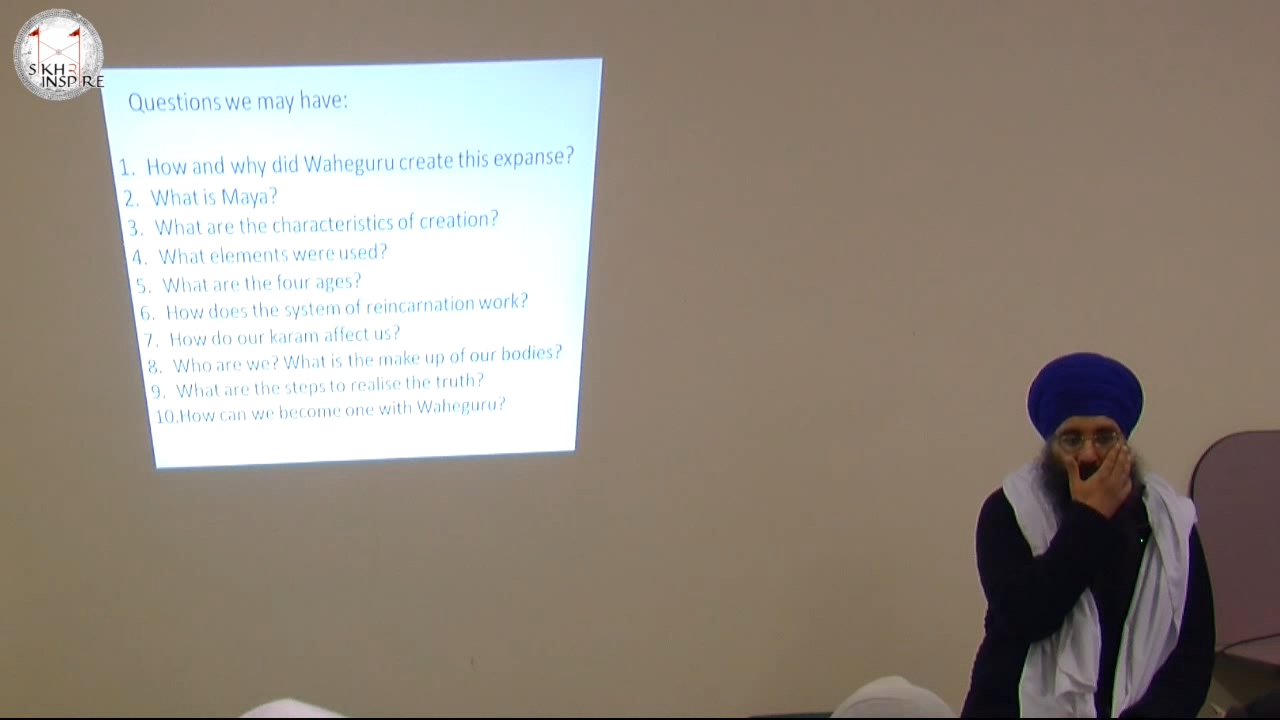 SIKH 2
INSPIRE
Questions we may have:
1. How and why did Waheguru create this expanse?
2. What is Maya?
3. What are the characteristics of creation?
4. What elements were used?
5. What are the four ages?
6. How does the system of reincarnation work?
7. How do our karam affect us?
8. Who are we? What is the make up of our bodies?
9. What are the steps to realise the truth?
10.How can we become one with Waheguru?